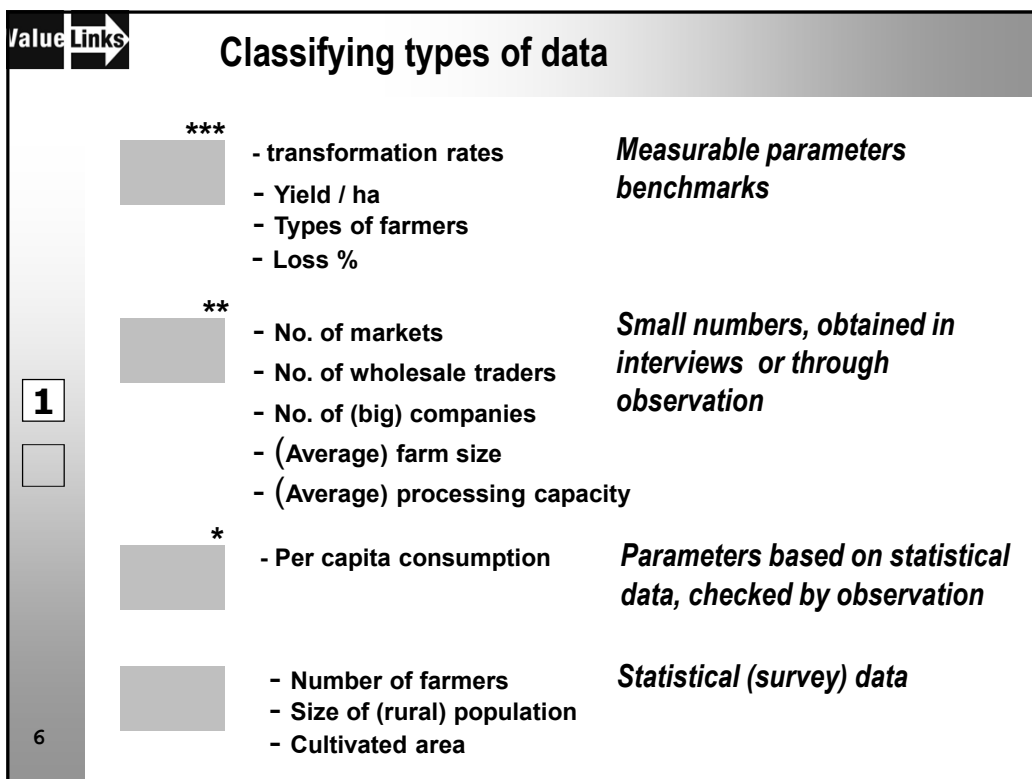 Value Links
Classifying types of data
***
- transformation rates
- Yield / ha
- Types of farmers
- Loss %
Measurable parameters
benchmarks
**
- No. of markets
- No. of wholesale traders
- No. of (big) companies
- (Average) farm size
- (Average) processing capacity
Small numbers, obtained in
interviews or through
observation
1
*
- Per capita consumption
Parameters based on statistical
data, checked by observation
- Number of farmers
- Size of (rural) population
- Cultivated area
Statistical (survey) data
6